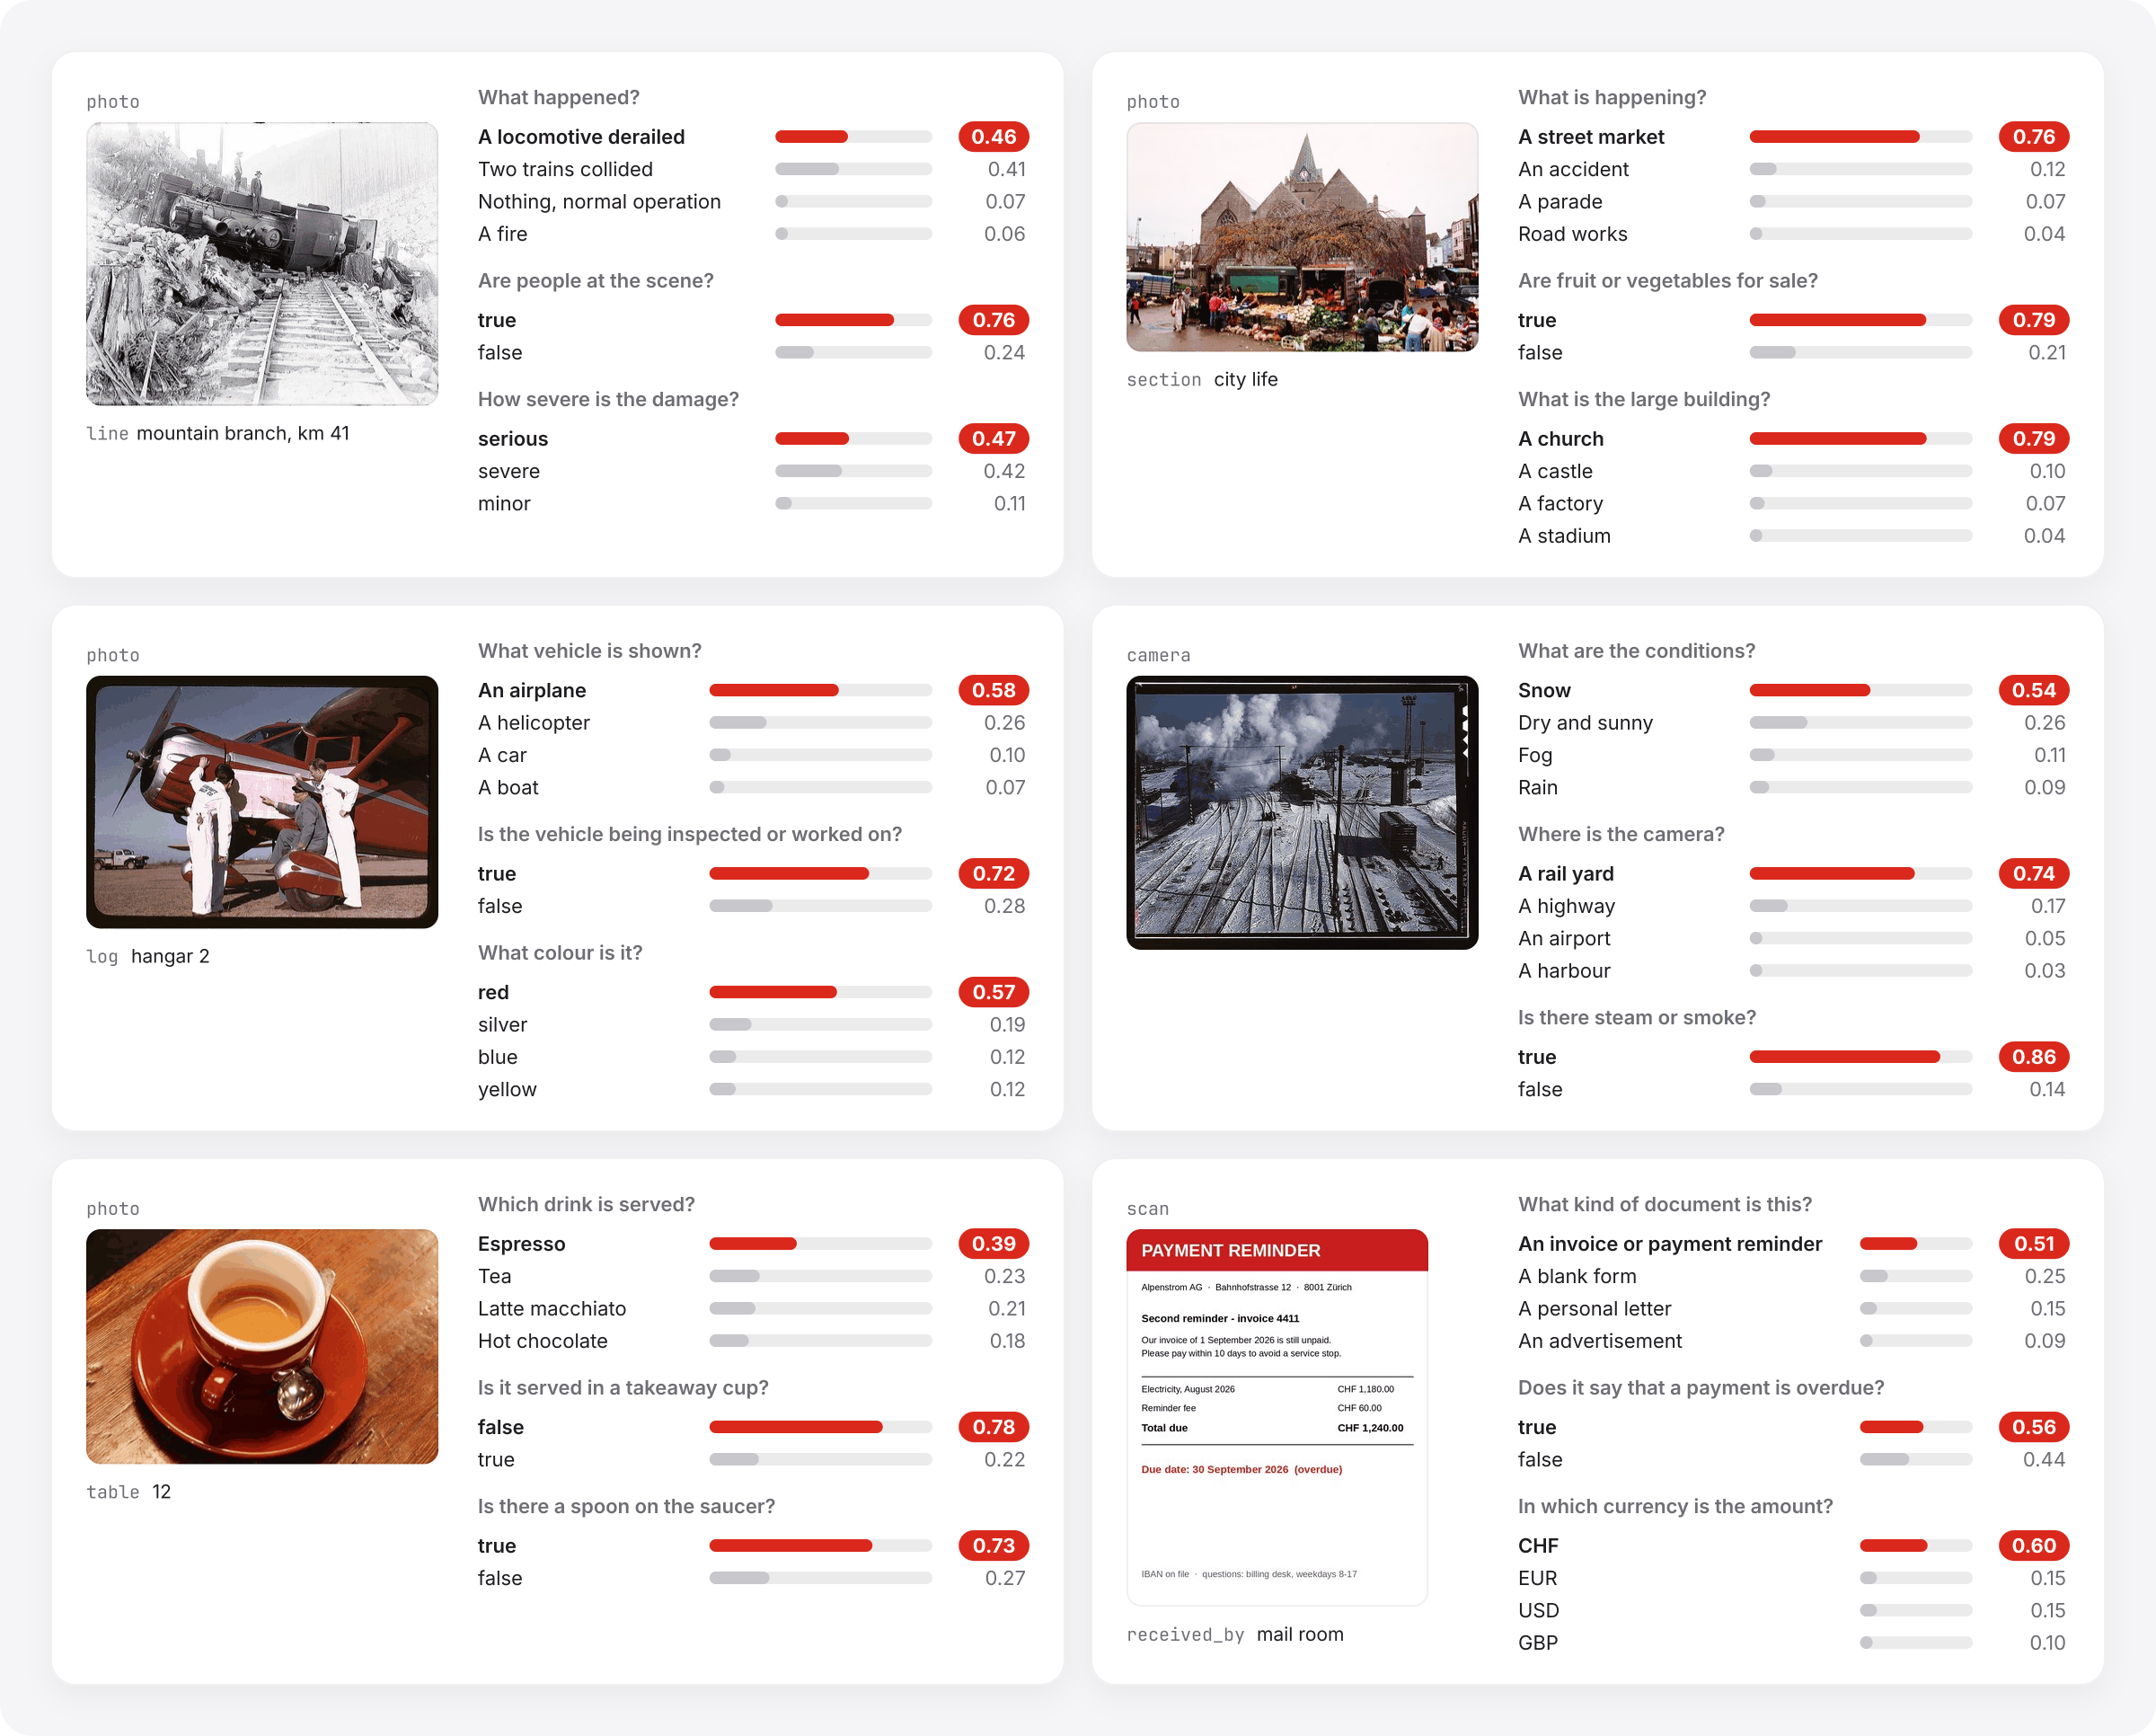 photo
line mountain branch, km 41
What happened?
A locomotive derailed 0.46
Two trains collided 0.41
Nothing, normal operation 0.07
A fire 0.06
Are people at the scene?
true 0.76
false 0.24
How severe is the damage?
serious 0.47
severe 0.42
minor 0.11
photo
section city life
What is happening?
A street market 0.76
An accident 0.12
A parade 0.07
Road works 0.04
Are fruit or vegetables for sale?
true 0.79
false 0.21
What is the large building?
A church 0.79
A castle 0.10
A factory 0.07
A stadium 0.04
photo
log hangar 2
What vehicle is shown?
An airplane 0.58
A helicopter 0.26
A car 0.10
A boat 0.07
Is the vehicle being inspected or worked on?
true 0.72
false 0.28
What colour is it?
red 0.57
silver 0.19
blue 0.12
yellow 0.12
camera
What are the conditions?
Snow 0.54
Dry and sunny 0.26
Fog 0.11
Rain 0.09
Where is the camera?
A rail yard 0.74
A highway 0.17
An airport 0.05
A harbour 0.03
Is there steam or smoke?
true 0.86
false 0.14
photo
table 12
Which drink is served?
Espresso 0.39
Tea 0.23
Latte macchiato 0.21
Hot chocolate 0.18
Is it served in a takeaway cup?
false 0.78
true 0.22
Is there a spoon on the saucer?
true 0.73
false 0.27
scan
PAYMENT REMINDER
Alpenstrom AG · Bahnhofstrasse 12 · 8001 Zürich
Second reminder - invoice 4411
Our invoice of 1 September 2026 is still unpaid.
Please pay within 10 days to avoid a service stop.
Electricity, August 2026 CHF 1,180.00
Reminder fee CHF 60.00
Total due CHF 1,240.00
Due date: 30 September 2026 (overdue)
IBAN on file · questions: billing desk, weekdays 8-17
received_by mail room
What kind of document is this?
An invoice or payment reminder 0.51
A blank form 0.25
A personal letter 0.15
An advertisement 0.09
Does it say that a payment is overdue?
true 0.56
false 0.44
In which currency is the amount?
CHF 0.60
EUR 0.15
USD 0.15
GBP 0.10